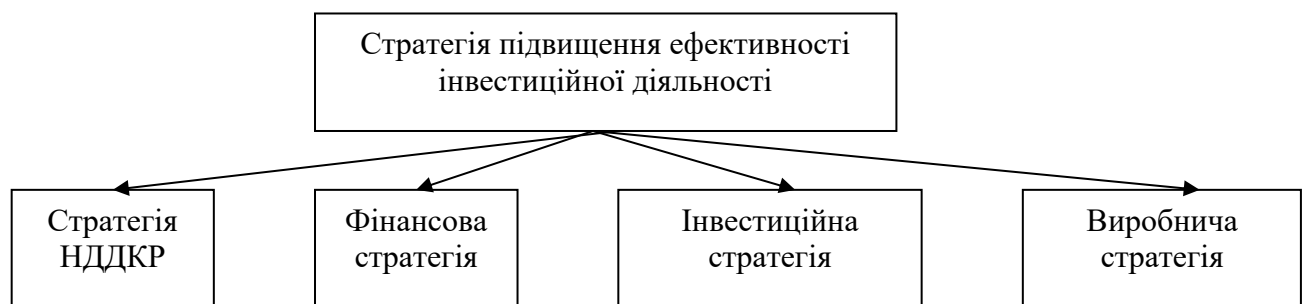 Стратегія підвищення ефективності
інвестиційної діяльності
Стратегія
НДДКР
Фінансова
стратегія
Інвестиційна
стратегія
Виробнича
стратегія